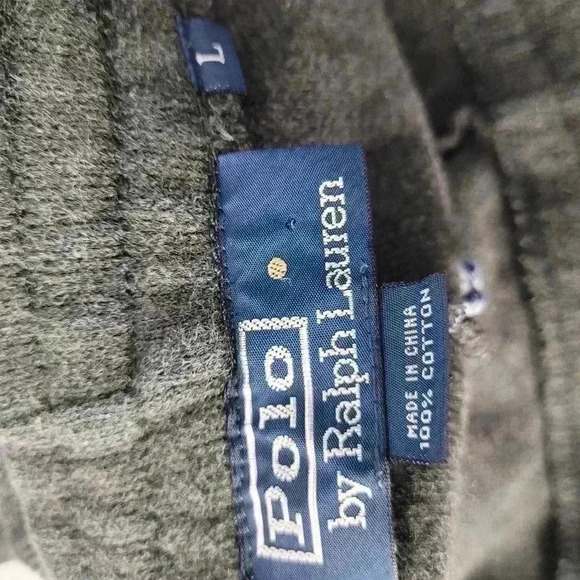 L
Polo
by Ralph Lauren
MADE IN CHINA
100% COTTON